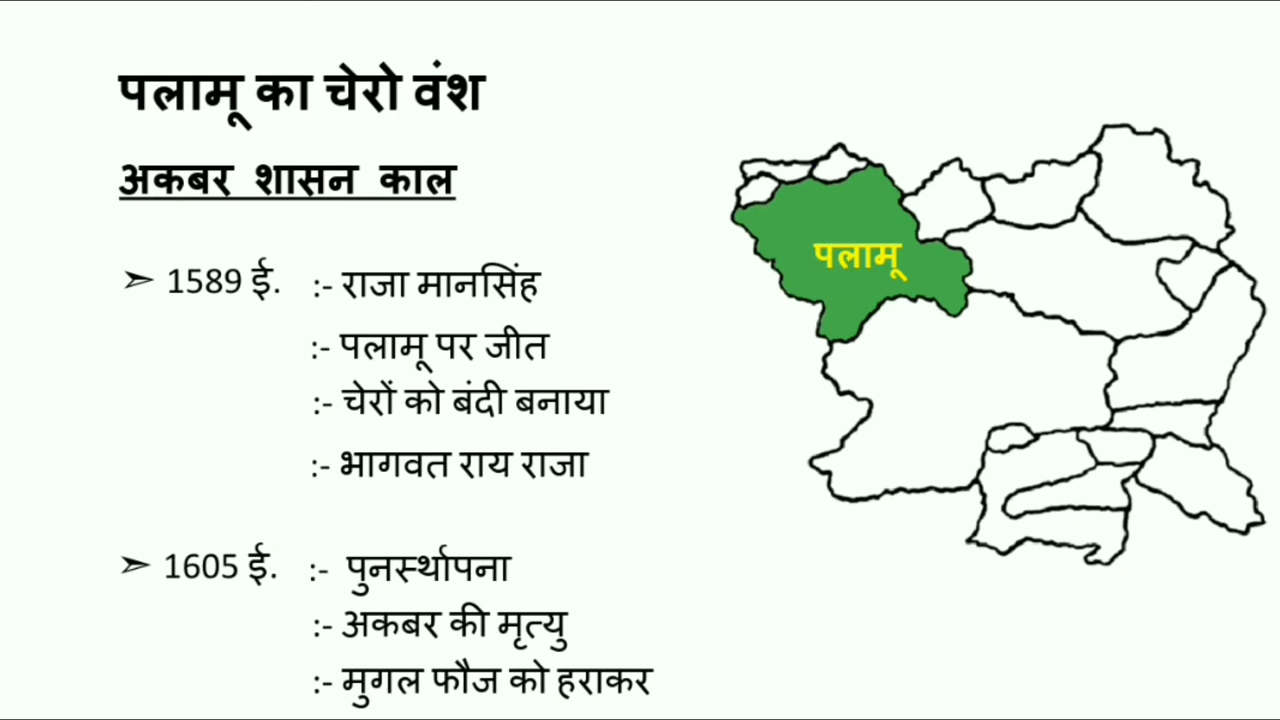 पलामू का चेरो वंश
अकबर शासन काल
➣ 1589 ई. :- राजा मानसिंह
:- पलामू पर जीत
:- चेरों को बंदी बनाया
:- भागवत राय राजा
➣ 1605 ई. :- पुनर्स्थापना
:- अकबर की मृत्यु
:- मुगल फौज को हराकर
पलामू